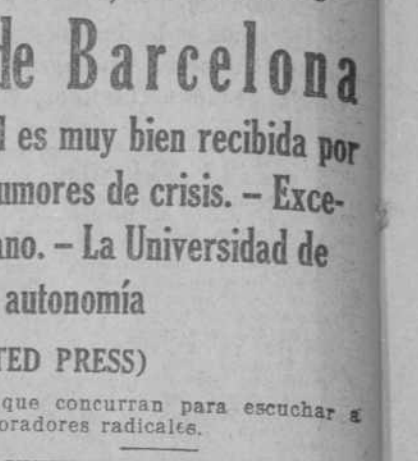 de Barcelona
l es muy bien recibida por
umores de crisis. – Exce-
ano. – La Universidad de
autonomía
TED PRESS)
que concurran para escuchar a
oradores radicales.